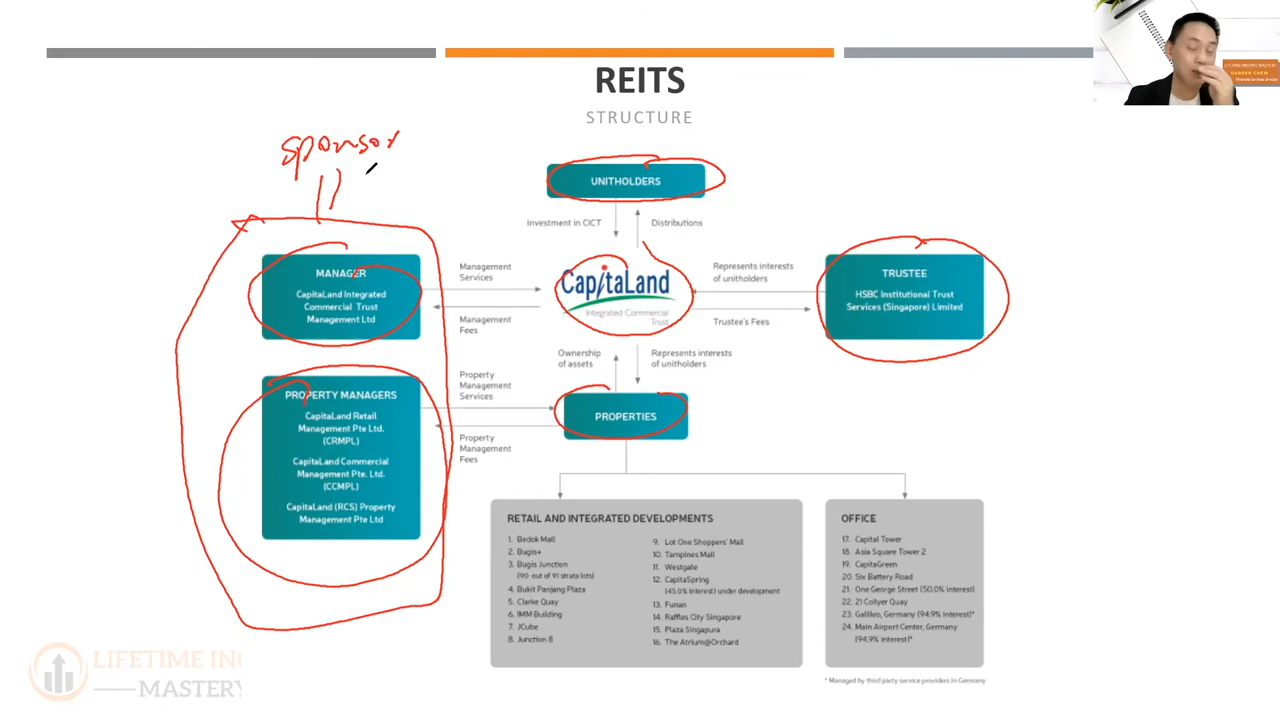 REITS
STRUCTURE
sponsor
UNITHOLDERS
Investment in CICT
Distributions
MANAGER
CapitaLand Integrated
Commercial Trust
Management Ltd
Management
Services
Management
Fees
CapitaLand
Integrated Commercial
Trust
Represents interests
of unitholders
Trustee's Fees
TRUSTEE
HSBC Institutional Trust
Services (Singapore) Limited
Ownership
of assets
Represents interests
of unitholders
PROPERTY MANAGERS
CapitaLand Retail
Management Pte Ltd.
(CRMPL)
CapitaLand Commercial
Management Pte. Ltd.
(CCMPL)
CapitaLand (RCS) Property
Management Pte Ltd
Property
Management
Services
Property
Management
Fees
PROPERTIES
RETAIL AND INTEGRATED DEVELOPMENTS
1. Bedok Mall
2. Bugis+
3. Bugis Junction
(90 out of 91 strata lots)
4. Bukit Panjang Plaza
5. Clarke Quay
6. IMM Building
7. JCube
8. Junction 8
9. Lot One Shoppers' Mall
10. Tampines Mall
11. Westgate
12. CapitaSpring
(45.0% interest) under development
13. Funan
14. Raffles City Singapore
15. Plaza Singapura
16. The Atrium@Orchard
OFFICE
17. Capital Tower
18. Asia Square Tower 2
19. CapitaGreen
20. Six Battery Road
21. One George Street (50.0% interest)
22. 21 Collyer Quay
23. Gallileo, Germany (94.9% interest)*
24. Main Airport Center, Germany
(94.9% interest)*
* Managed by third party service providers in Germany
LIFETIME INC
MASTERY
LIFETIME INCOME MASTERY
DARREN CHEW